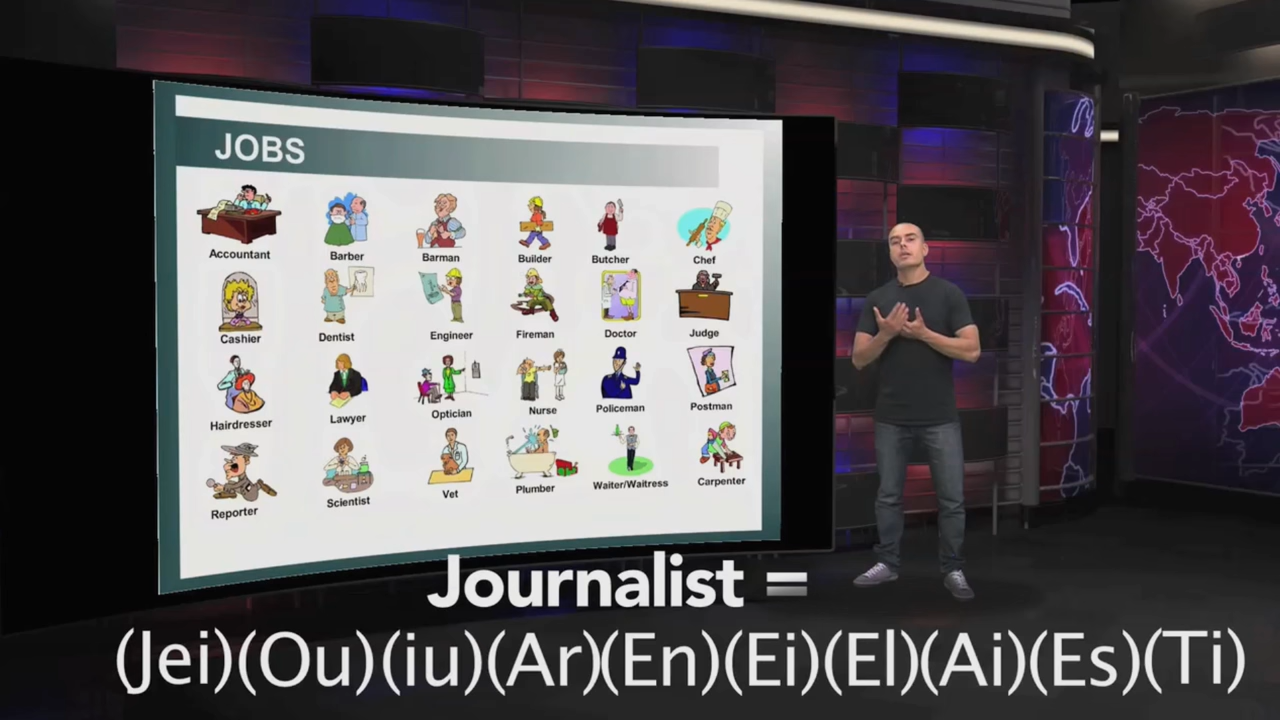 JOBS
Accountant Barber Barman Builder Butcher Chef
Cashier Dentist Engineer Fireman Doctor Judge
Hairdresser Lawyer Optician Nurse Policeman Postman
Reporter Scientist Vet Plumber Waiter/Waitress Carpenter
Journalist =
(Jei)(Ou)(iu)(Ar)(En)(Ei)(El)(Ai)(Es)(Ti)